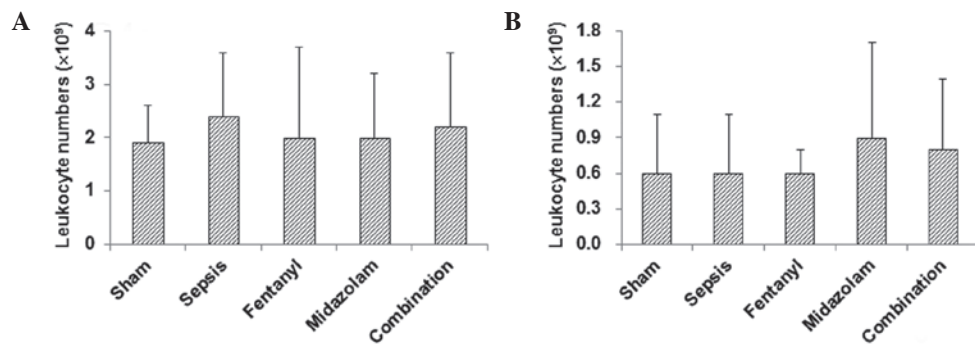 A
Leukocyte numbers (×10⁹)
4
3
2
1
0
Sham
Sepsis
Fentanyl
Midazolam
Combination
B
Leukocyte numbers (×10⁹)
1.8
1.5
1.2
0.9
0.6
0.3
0.0
Sham
Sepsis
Fentanyl
Midazolam
Combination